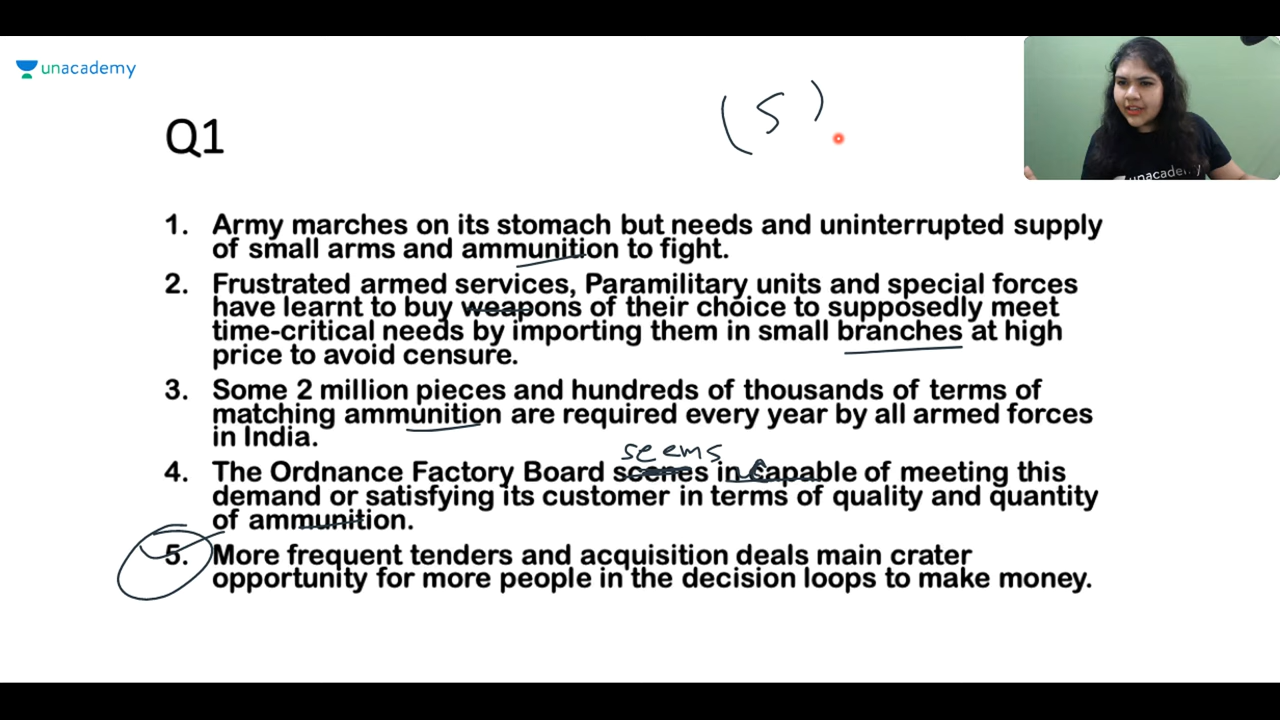 unacademy
(5)
Q1
unacademy
1. Army marches on its stomach but needs and uninterrupted supply
of small arms and ammunition to fight.
2. Frustrated armed services, Paramilitary units and special forces
have learnt to buy weapons of their choice to supposedly meet
time-critical needs by importing them in small branches at high
price to avoid censure.
3. Some 2 million pieces and hundreds of thousands of terms of
matching ammunition are required every year by all armed forces
in India.
seems
4. The Ordnance Factory Board scenes in capable of meeting this
demand or satisfying its customer in terms of quality and quantity
of ammunition.
5. More frequent tenders and acquisition deals main crater
opportunity for more people in the decision loops to make money.